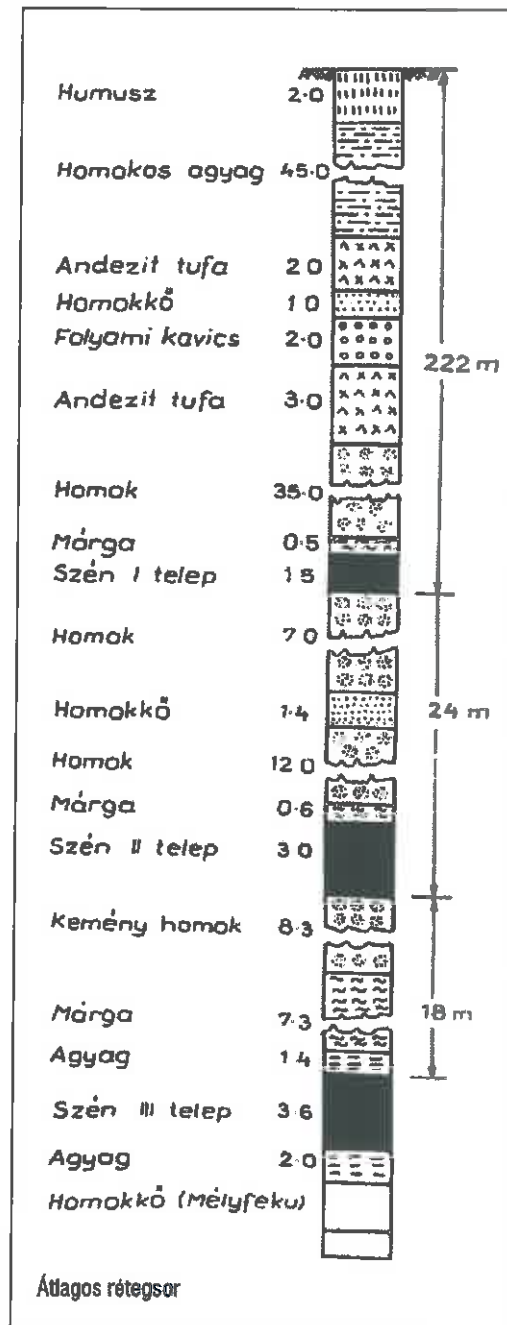 Humusz 2.0
Homokos agyag 45.0
Andezit tufa 2 0
Homokkő 1 0
Folyami kavics 2.0
222 m
Andezit tufa 3.0
Homok 35.0
Márga 0.5
Szén I telep 1 5
Homok 7 0
Homokkő 1.4
24 m
Homok 12 0
Márga 0.6
Szén II telep 3 0
Kemény homok 8.3
Márga 7.3
18 m
Agyag 1 4
Szén III telep 3 6
Agyag 2.0
Homokkő (Mélyfekü)
Átlagos rétegsor